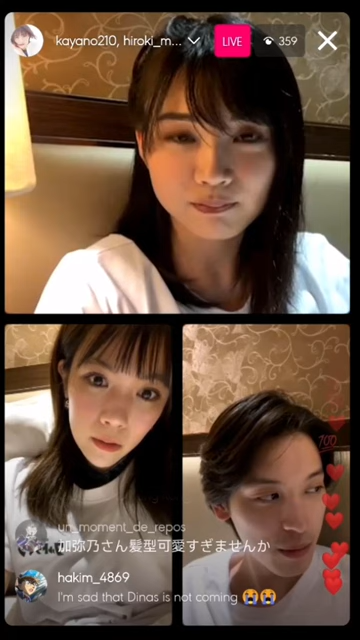 kayano210, hiroki_m...
LIVE
359
100
un_moment_de_repos
加弥乃さん髪型可愛すぎませんか
hakim_4869
I'm sad that Dinas is not coming 😭😭